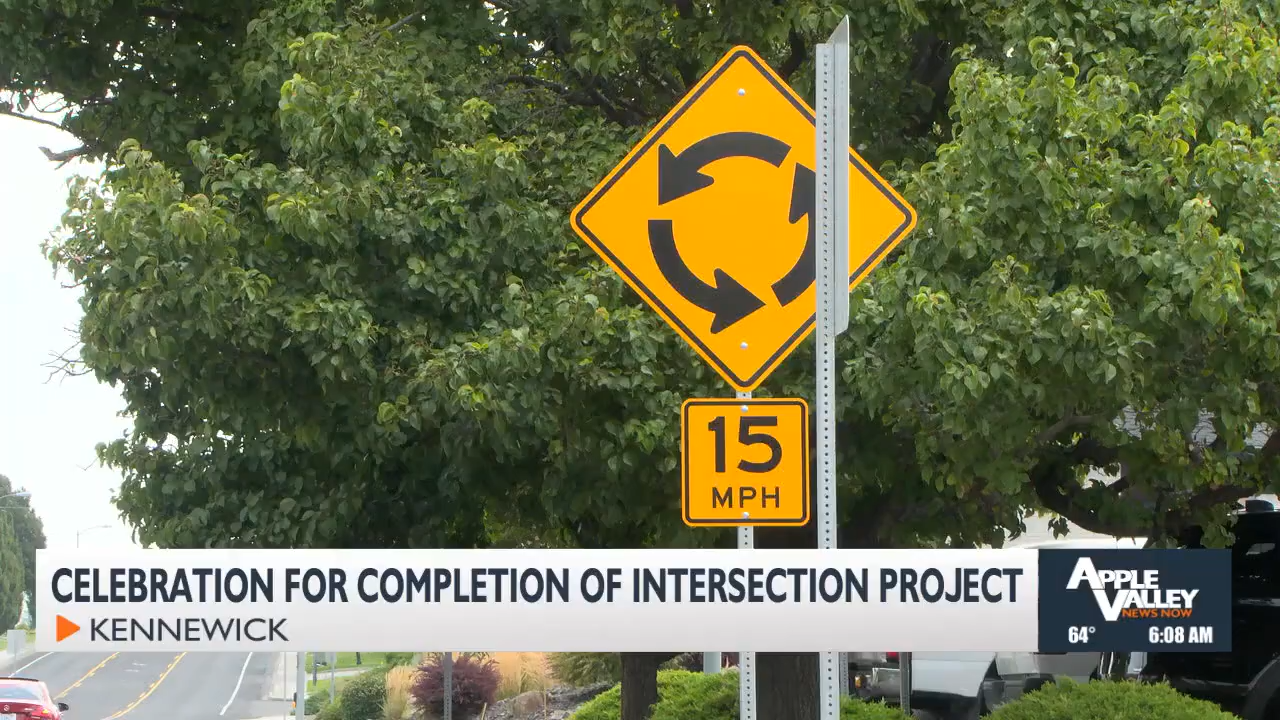 15
MPH
CELEBRATION FOR COMPLETION OF INTERSECTION PROJECT
KENNEWICK
APPLE
VALLEY
NEWS NOW
64° 6:08 AM